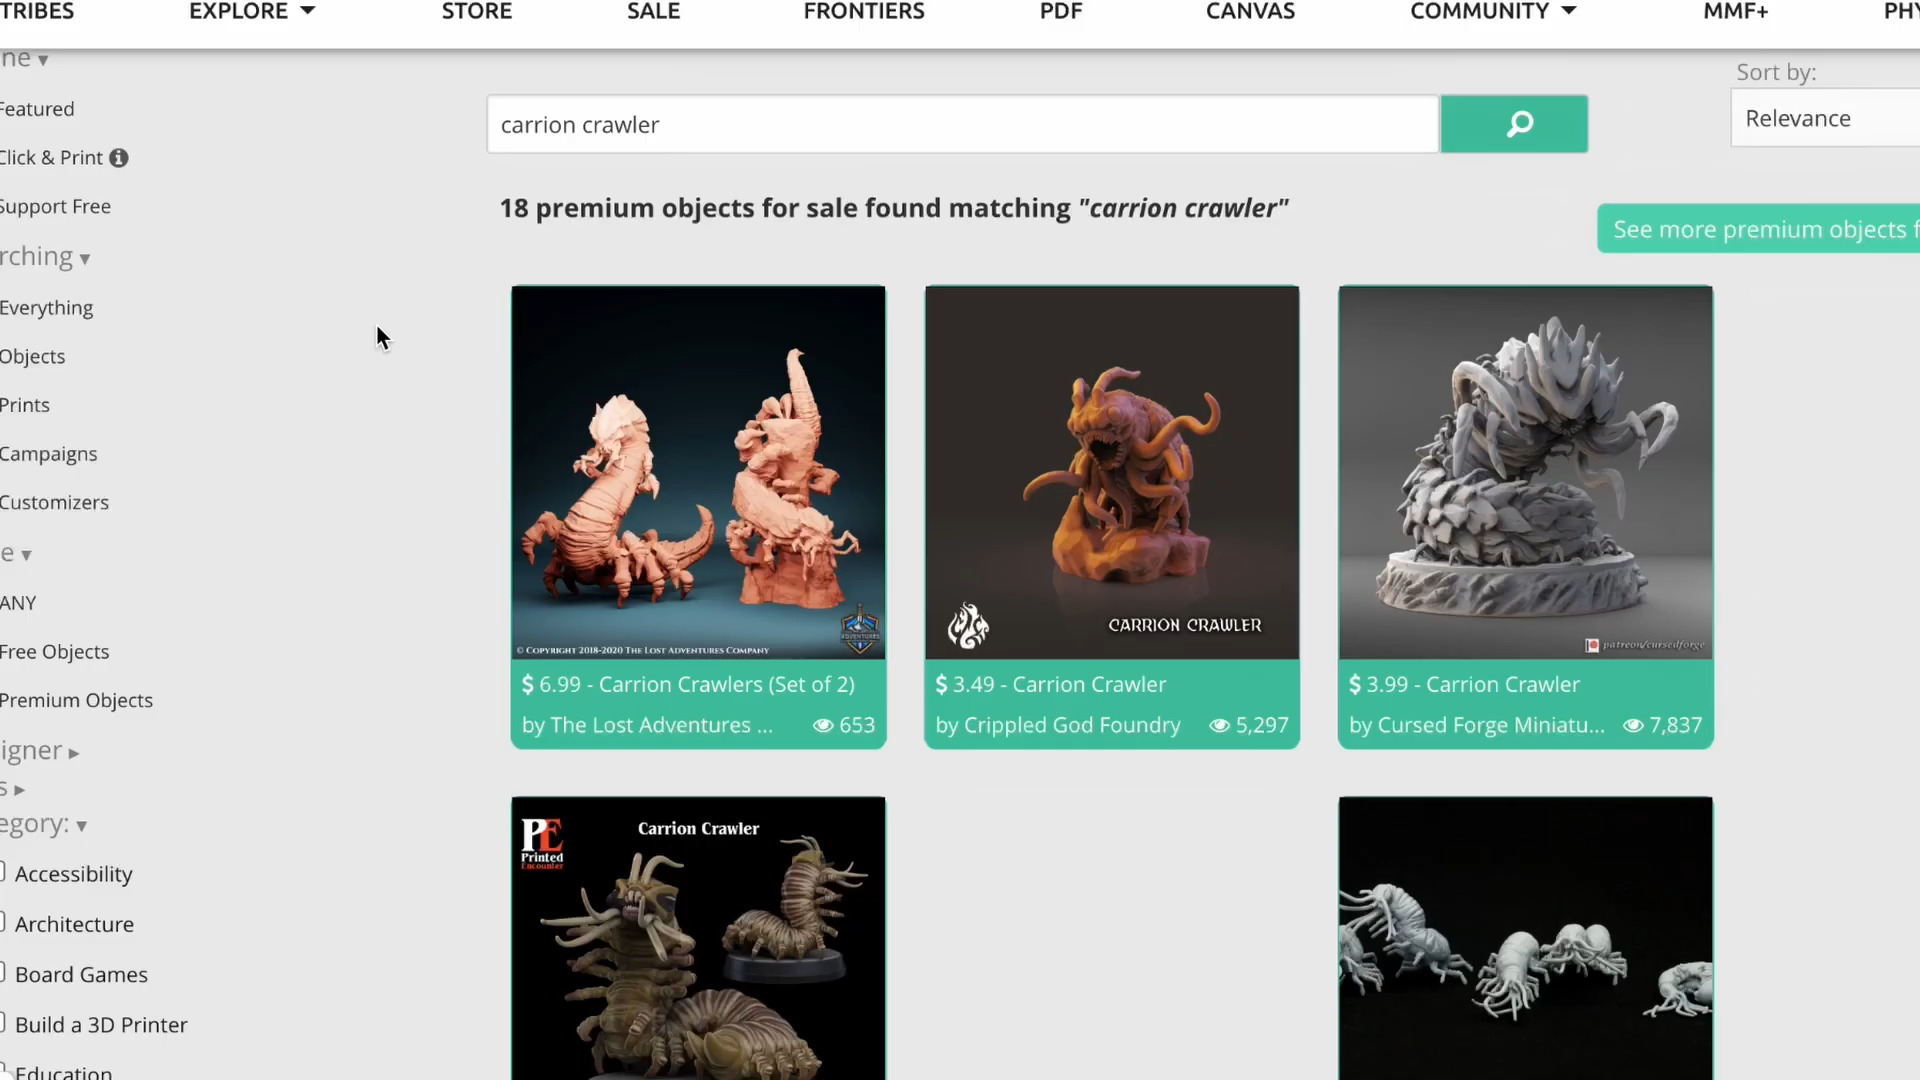 TRIBES
EXPLORE
STORE
SALE
FRONTIERS
PDF
CANVAS
COMMUNITY
MMF+
PHY
ne
Featured
Click & Print
Support Free
rching
Everything
Objects
Prints
Campaigns
Customizers
e
ANY
Free Objects
Premium Objects
igner
s
egory:
Accessibility
Architecture
Board Games
Build a 3D Printer
Education
carrion crawler
Sort by:
Relevance
18 premium objects for sale found matching "carrion crawler"
See more premium objects f
© COPYRIGHT 2018-2020 THE LOST ADVENTURES COMPANY
ADVENTURES
$ 6.99 - Carrion Crawlers (Set of 2)
by The Lost Adventures ... 653
CARRION CRAWLER
$ 3.49 - Carrion Crawler
by Crippled God Foundry 5,297
patreon/cursedforge
$ 3.99 - Carrion Crawler
by Cursed Forge Miniatu... 7,837
PE
Printed
Encounter
Carrion Crawler